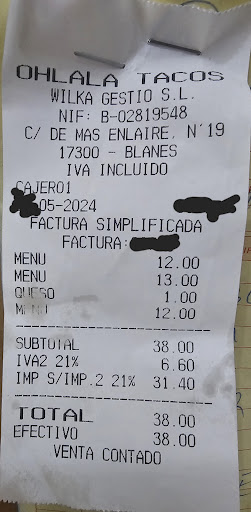 OHLALA TACOS
WILKA GESTIO S.L.
NIF: B-02819548
C/ DE MAS ENLAIRE. N´19
17300 - BLANES
IVA INCLUIDO
CAJERO1
05-2024
FACTURA SIMPLIFICADA
FACTURA:
MENU 12.00
MENU 13.00
QUESO 1.00
MENU 12.00
SUBTOTAL 38.00
IVA2 21% 6.60
IMP S/IMP.2 21% 31.40
TOTAL 38.00
EFECTIVO 38.00
VENTA CONTADO